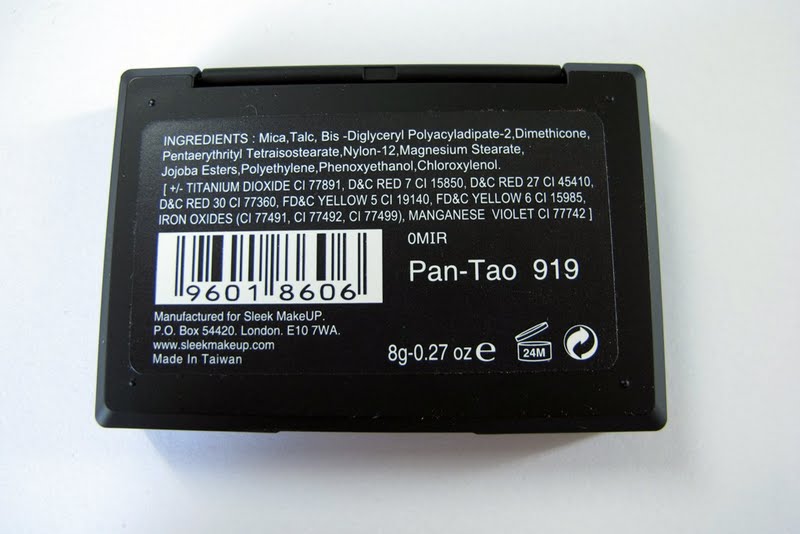 INGREDIENTS : Mica,Talc, Bis -Diglyceryl Polyacyladipate-2,Dimethicone,
Pentaerythrityl Tetraisostearate,Nylon-12,Magnesium Stearate,
Jojoba Esters,Polyethylene,Phenoxyethanol,Chloroxylenol.
[ +/- TITANIUM DIOXIDE CI 77891, D&C RED 7 CI 15850, D&C RED 27 CI 45410,
D&C RED 30 CI 77360, FD&C YELLOW 5 CI 19140, FD&C YELLOW 6 CI 15985,
IRON OXIDES (CI 77491, CI 77492, CI 77499), MANGANESE VIOLET CI 77742 ]
0MIR
Pan-Tao 919
96018606
Manufactured for Sleek MakeUP.
P.O. Box 54420. London. E10 7WA.
www.sleekmakeup.com
Made In Taiwan
8g-0.27 oz ℮
24M